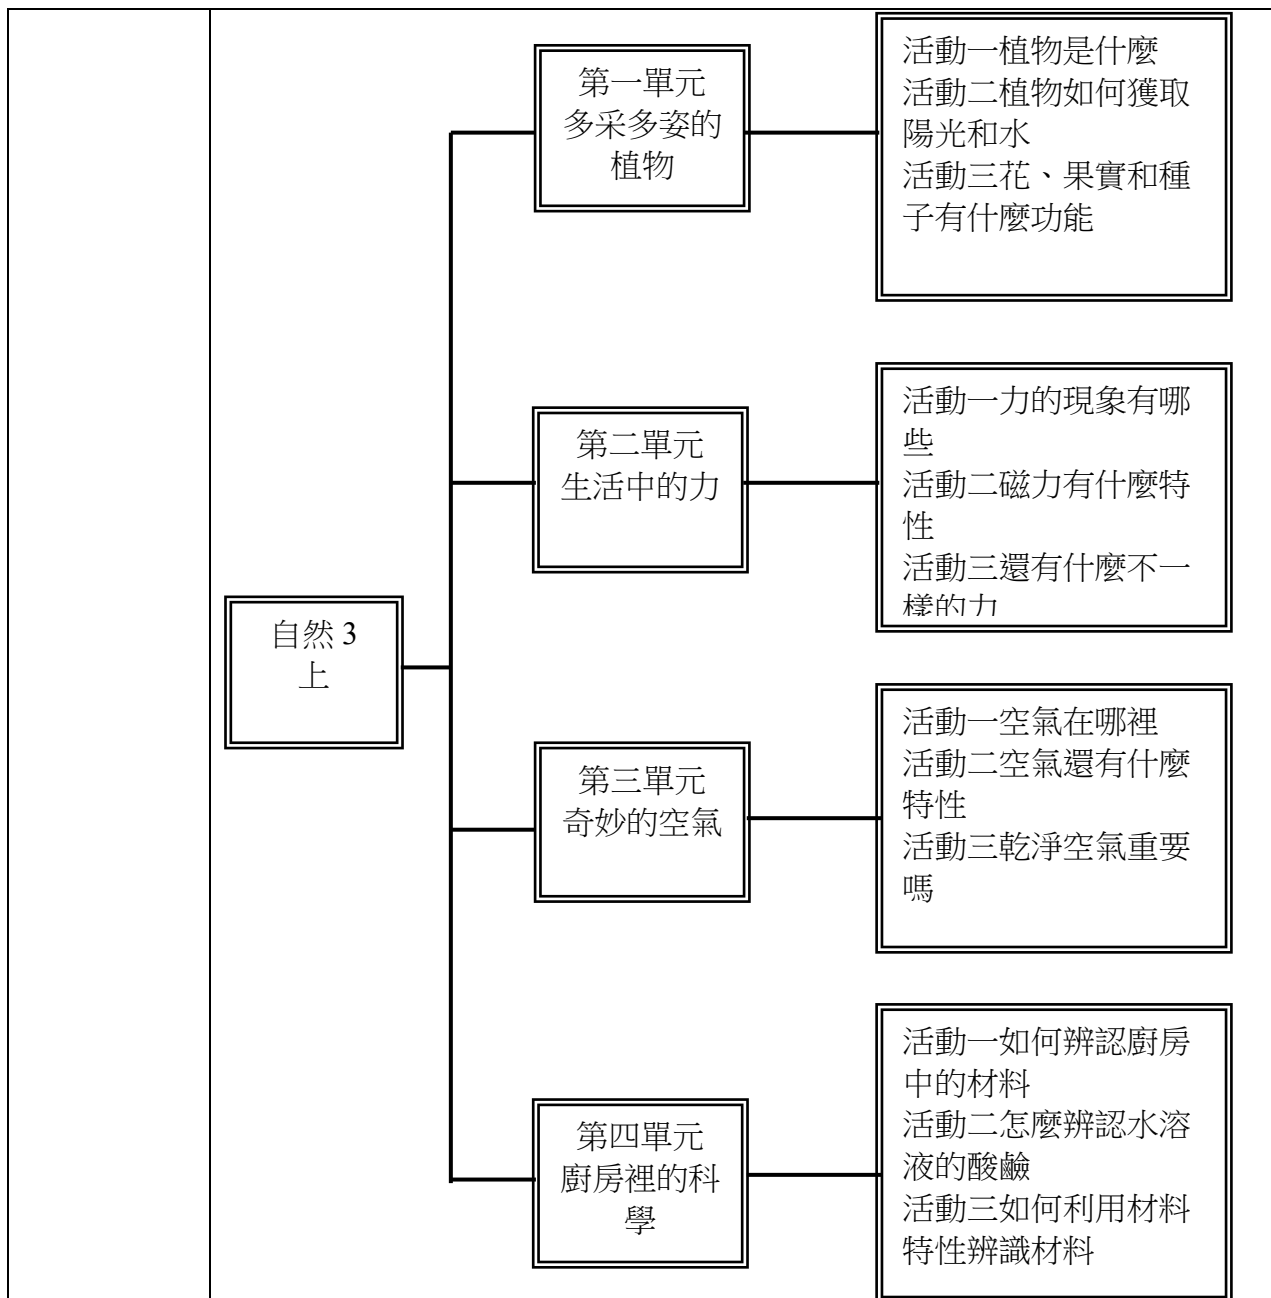 第一單元
多采多姿的
植物
活動一植物是什麼
活動二植物如何獲取
陽光和水
活動三花、果實和種
子有什麼功能
第二單元
生活中的力
活動一力的現象有哪
些
活動二磁力有什麼特
性
活動三還有什麼不一
樣的力
自然 3
上
第三單元
奇妙的空氣
活動一空氣在哪裡
活動二空氣還有什麼
特性
活動三乾淨空氣重要
嗎
第四單元
廚房裡的科
學
活動一如何辨認廚房
中的材料
活動二怎麼辨認水溶
液的酸鹼
活動三如何利用材料
特性辨識材料